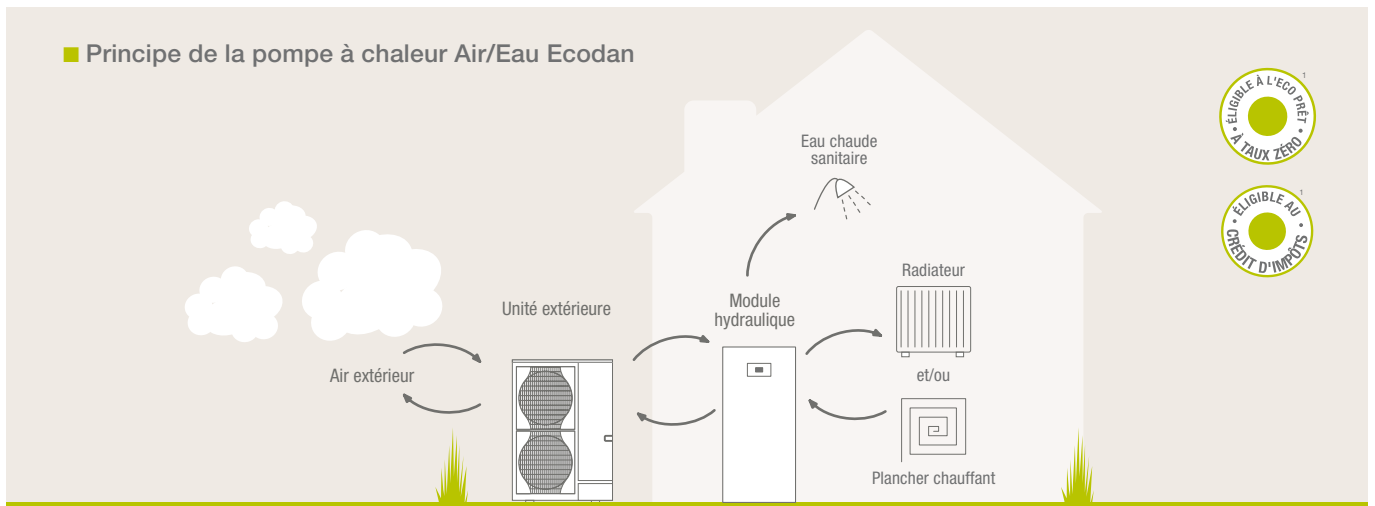 Principe de la pompe à chaleur Air/Eau Ecodan
• ÉLIGIBLE À L'ECO PRÊT •
À TAUX ZÉRO
1
• ÉLIGIBLE AU •
CRÉDIT D'IMPÔTS
1
Eau chaude
sanitaire
Radiateur
Module
hydraulique
Unité extérieure
Air extérieur
et/ou
Plancher chauffant